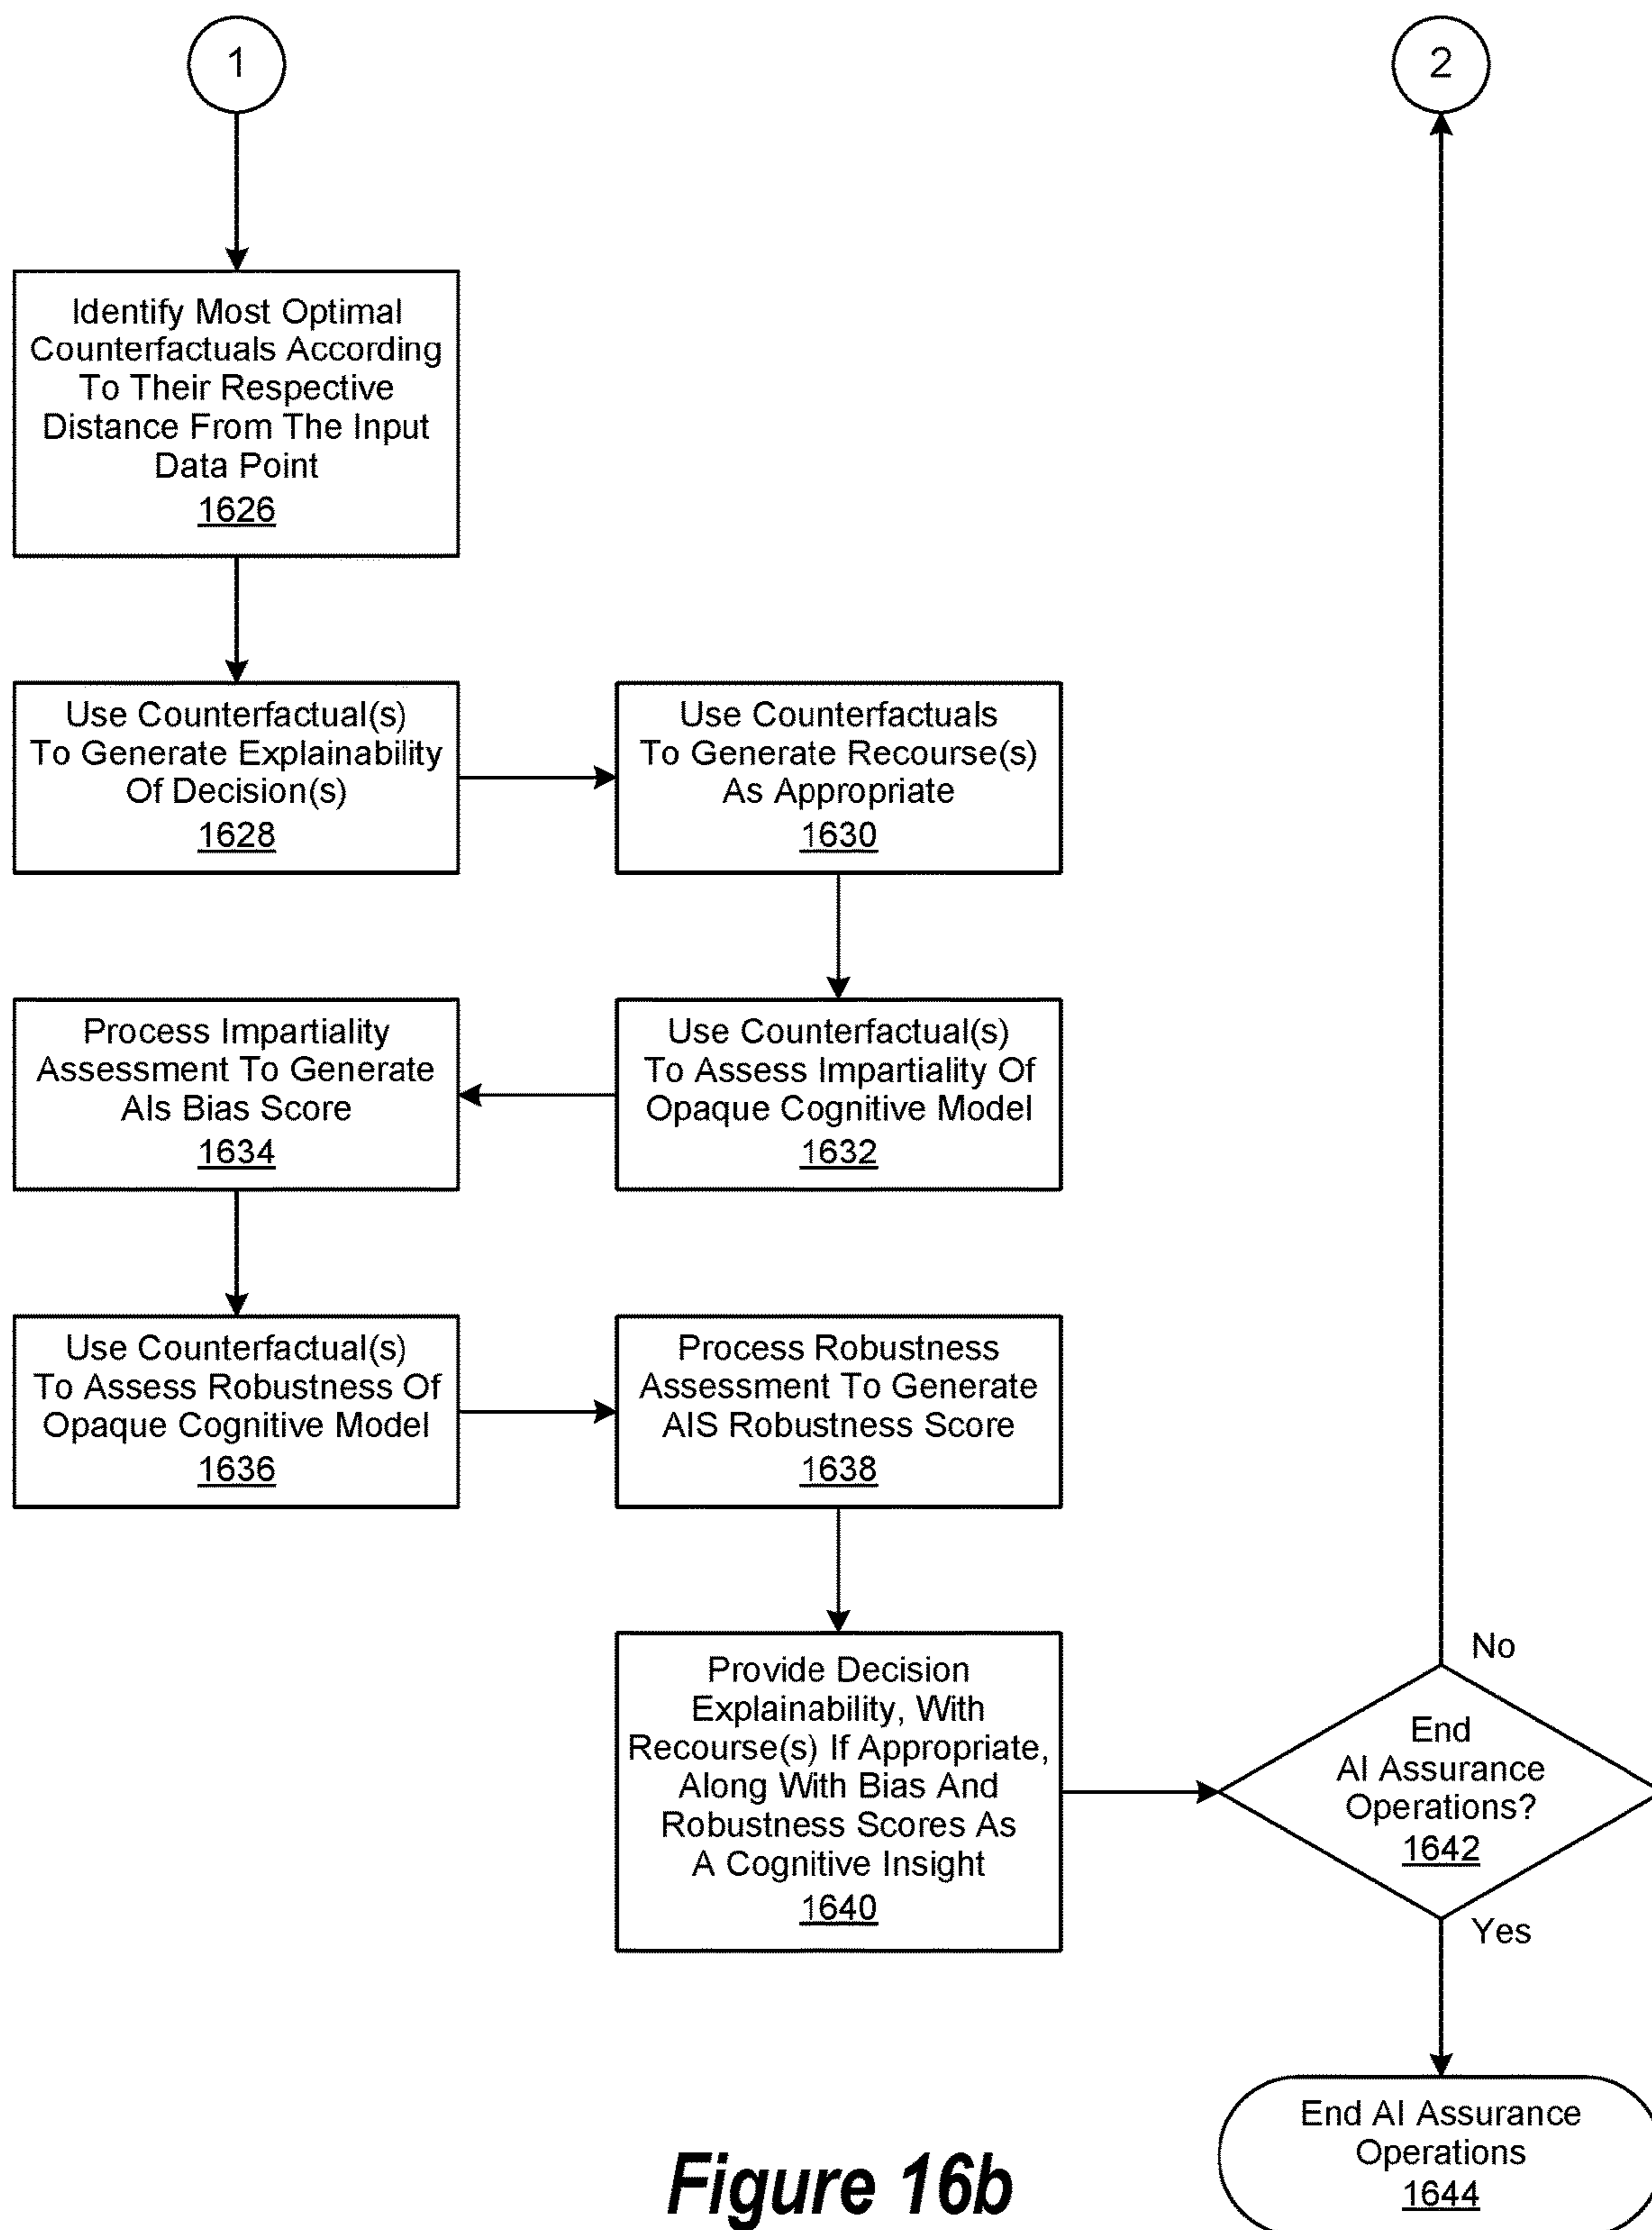 1
2
Identify Most Optimal
Counterfactuals According
To Their Respective
Distance From The Input
Data Point
1626
Use Counterfactual(s)
To Generate Explainability
Of Decision(s)
1628
Use Counterfactuals
To Generate Recourse(s)
As Appropriate
1630
Process Impartiality
Assessment To Generate
AIs Bias Score
1634
Use Counterfactual(s)
To Assess Impartiality Of
Opaque Cognitive Model
1632
Use Counterfactual(s)
To Assess Robustness Of
Opaque Cognitive Model
1636
Process Robustness
Assessment To Generate
AIS Robustness Score
1638
Provide Decision
Explainability, With
Recourse(s) If Appropriate,
Along With Bias And
Robustness Scores As
A Cognitive Insight
1640
No
End
AI Assurance
Operations?
1642
Yes
End AI Assurance
Operations
1644
Figure 16b